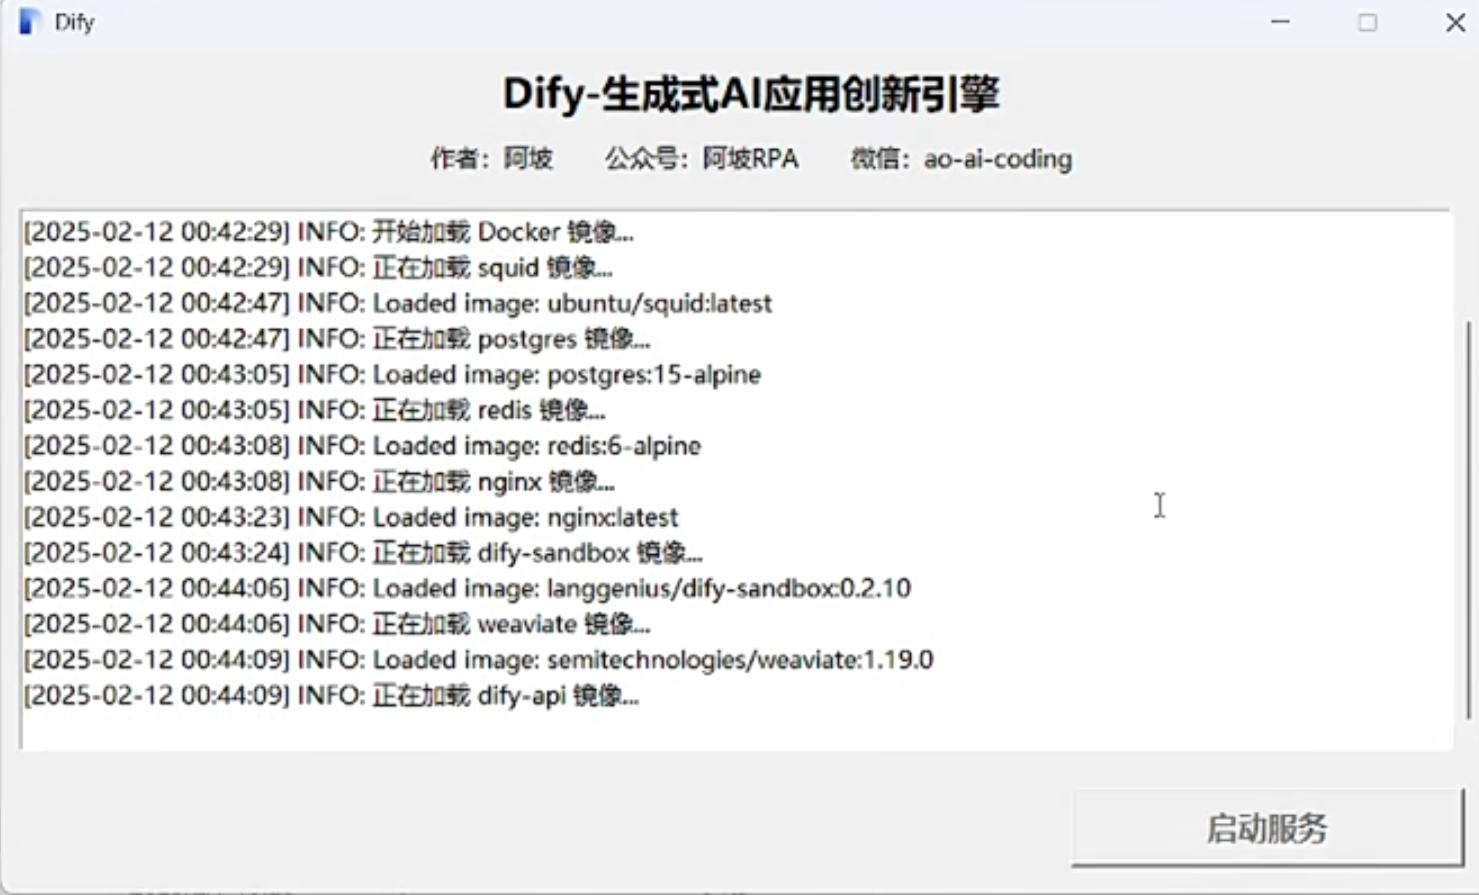 Dify
Dify-生成式AI应用创新引擎
作者：阿坡 公众号：阿坡RPA 微信：ao-ai-coding
[2025-02-12 00:42:29] INFO: 开始加载 Docker 镜像...
[2025-02-12 00:42:29] INFO: 正在加载 squid 镜像...
[2025-02-12 00:42:47] INFO: Loaded image: ubuntu/squid:latest
[2025-02-12 00:42:47] INFO: 正在加载 postgres 镜像...
[2025-02-12 00:43:05] INFO: Loaded image: postgres:15-alpine
[2025-02-12 00:43:05] INFO: 正在加载 redis 镜像...
[2025-02-12 00:43:08] INFO: Loaded image: redis:6-alpine
[2025-02-12 00:43:08] INFO: 正在加载 nginx 镜像...
[2025-02-12 00:43:23] INFO: Loaded image: nginx:latest
[2025-02-12 00:43:24] INFO: 正在加载 dify-sandbox 镜像...
[2025-02-12 00:44:06] INFO: Loaded image: langgenius/dify-sandbox:0.2.10
[2025-02-12 00:44:06] INFO: 正在加载 weaviate 镜像...
[2025-02-12 00:44:09] INFO: Loaded image: semitechnologies/weaviate:1.19.0
[2025-02-12 00:44:09] INFO: 正在加载 dify-api 镜像...
启动服务